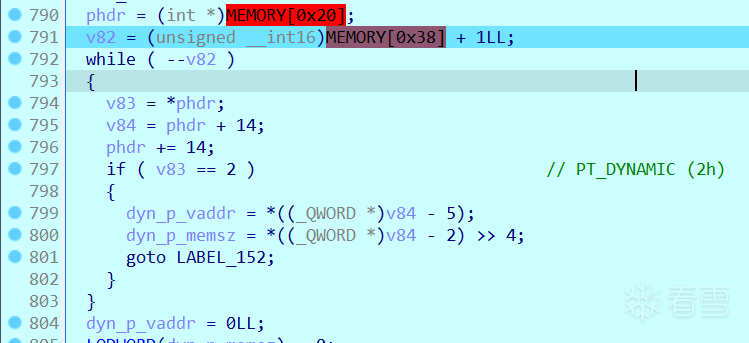 790 phdr = (int *)MEMORY[0x20];
791 v82 = (unsigned __int16)MEMORY[0x38] + 1LL;
792 while ( --v82 )
793 {
794 v83 = *phdr;
795 v84 = phdr + 14;
796 phdr += 14;
797 if ( v83 == 2 ) // PT_DYNAMIC (2h)
798 {
799 dyn_p_vaddr = *((_QWORD *)v84 - 5);
800 dyn_p_memsz = *((_QWORD *)v84 - 2) >> 4;
801 goto LABEL_152;
802 }
803 }
804 dyn_p_vaddr = 0LL;
看雪